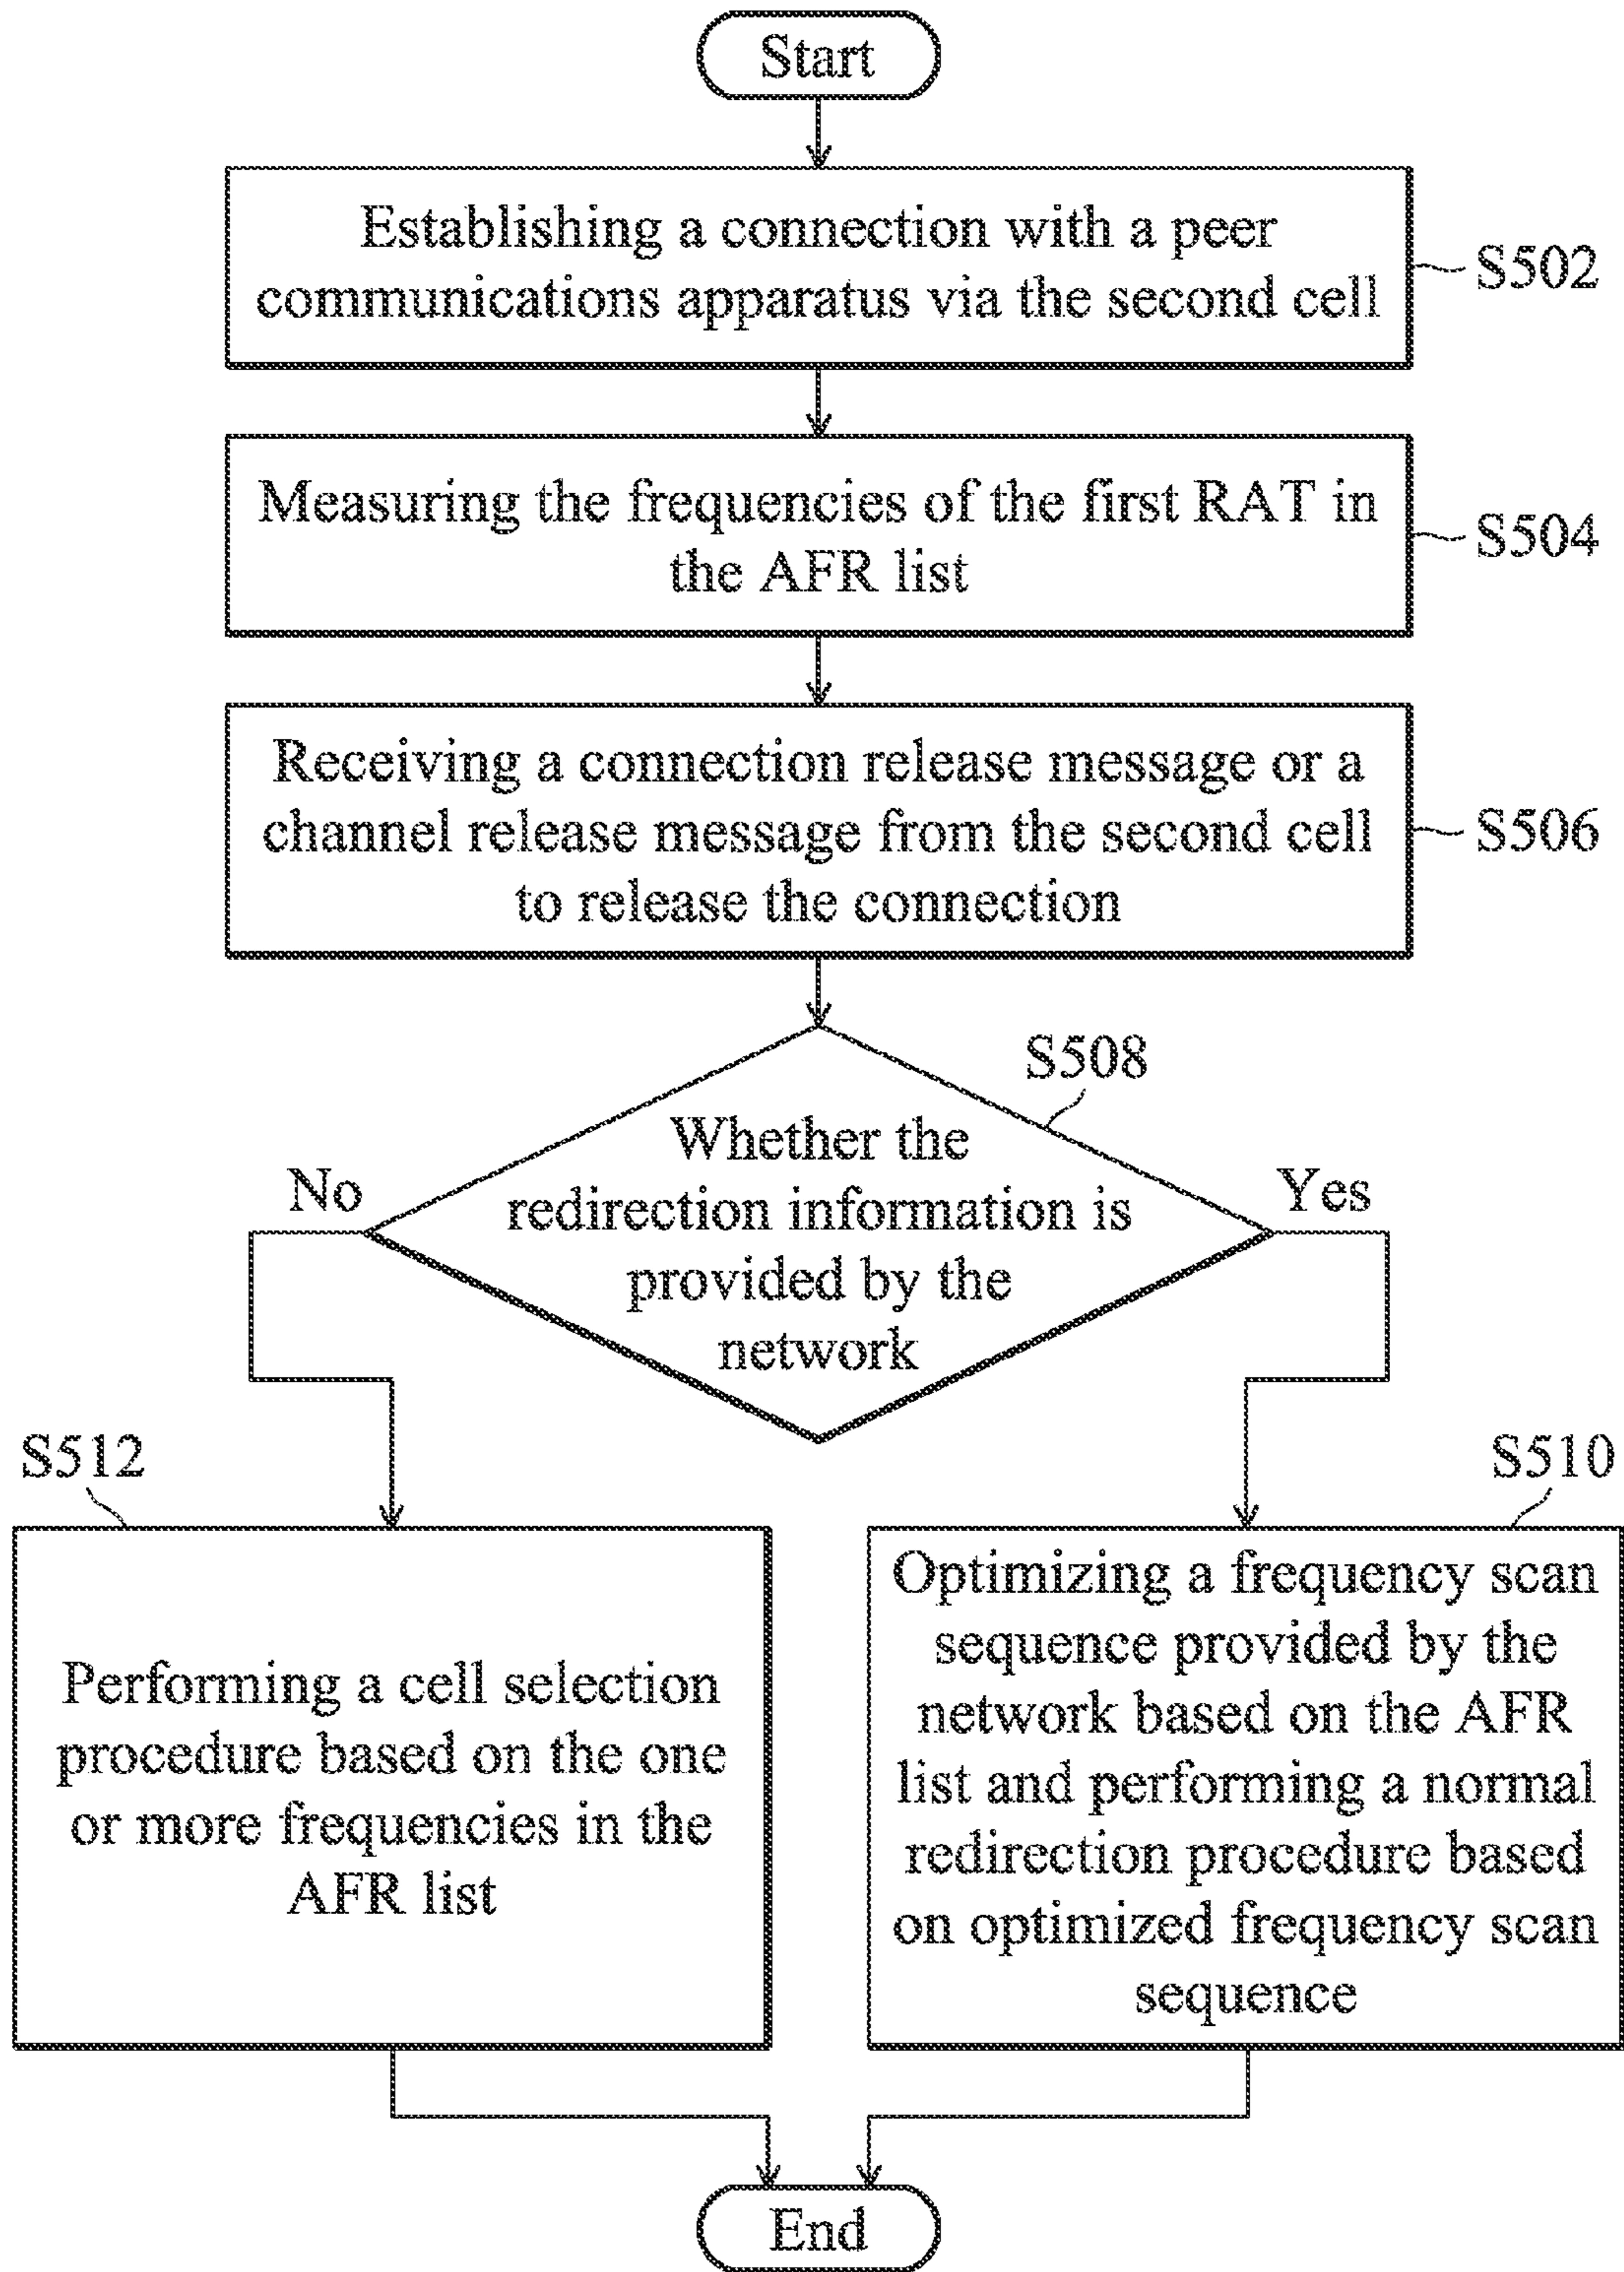 Start
Establishing a connection with a peer
communications apparatus via the second cell
S502
Measuring the frequencies of the first RAT in
the AFR list
S504
Receiving a connection release message or a
channel release message from the second cell
to release the connection
S506
S508
Whether the
redirection information is
provided by the
network
No
Yes
S512
Performing a cell selection
procedure based on the one
or more frequencies in the
AFR list
S510
Optimizing a frequency scan
sequence provided by the
network based on the AFR
list and performing a normal
redirection procedure based
on optimized frequency scan
sequence
End